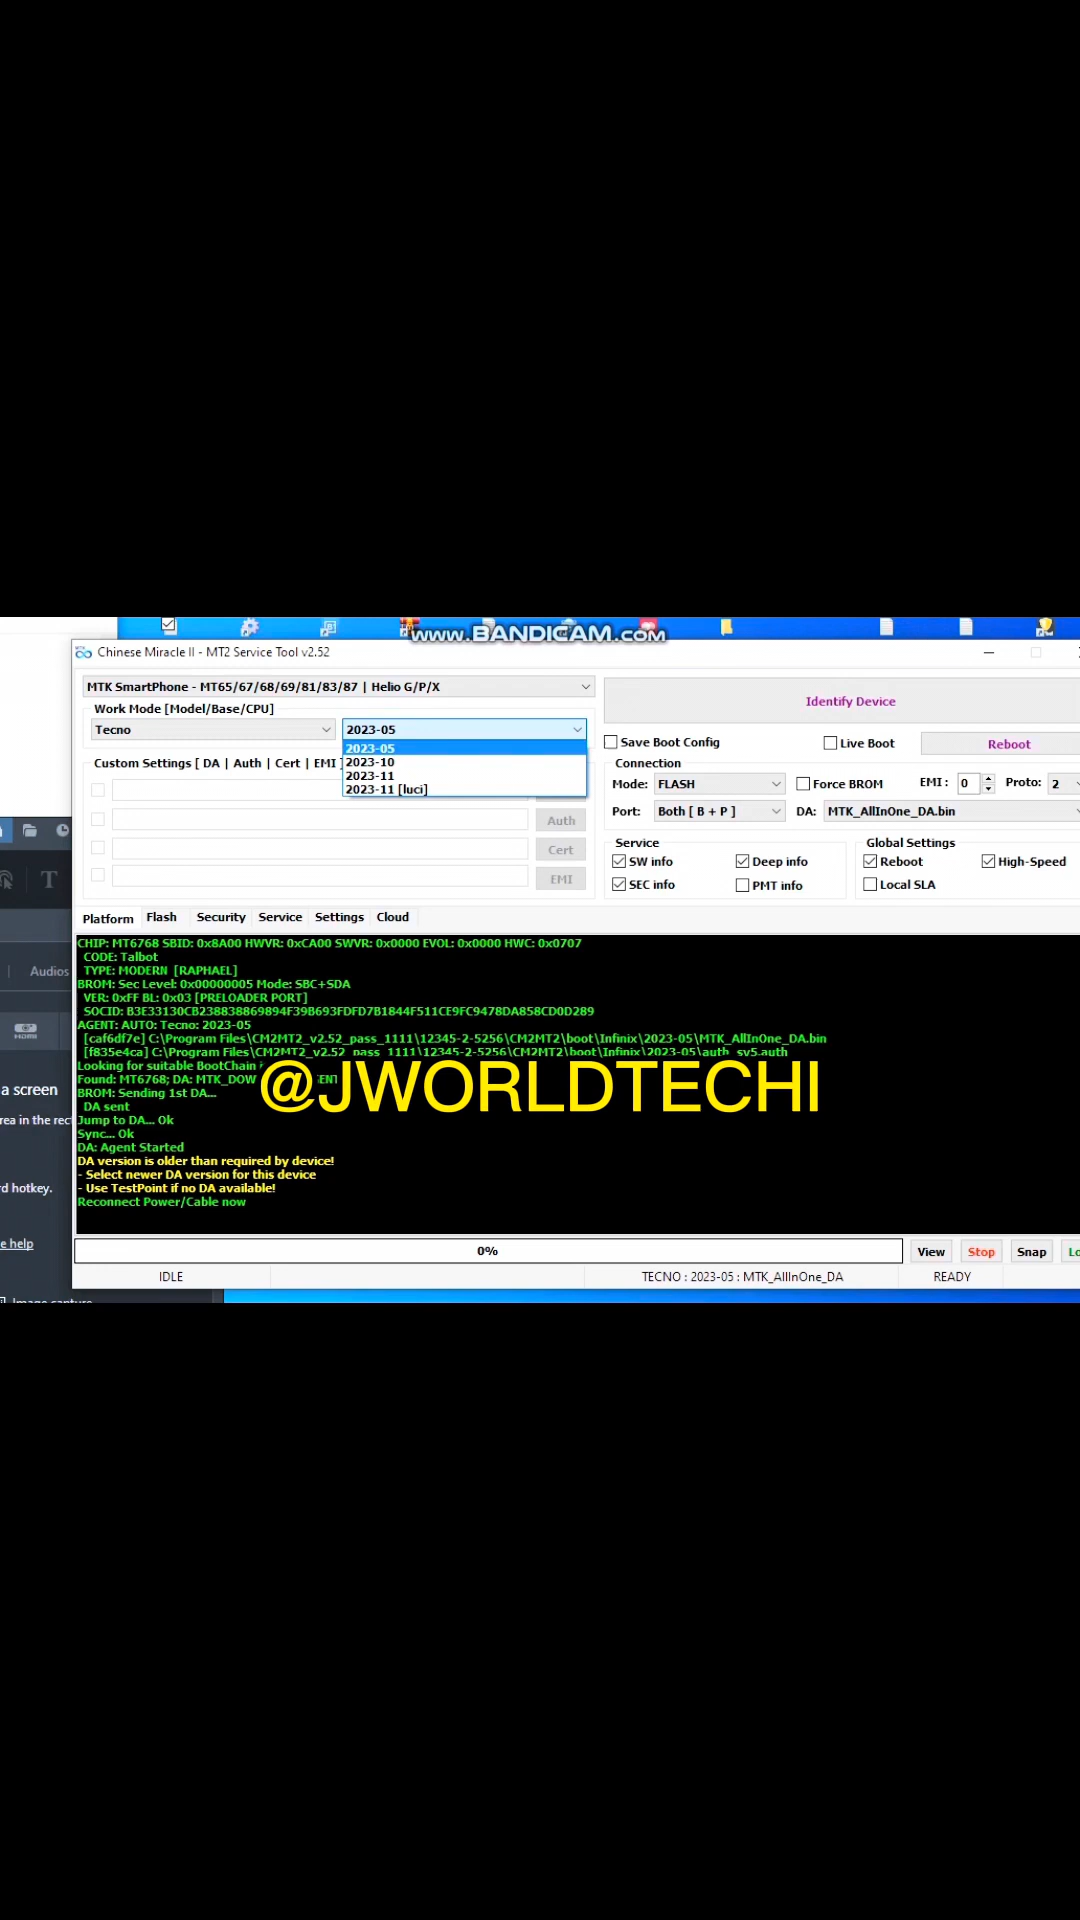 www.BANDICAM.com
Chinese Miracle II - MT2 Service Tool v2.52
MTK SmartPhone - MT65/67/68/69/81/83/87 | Helio G/P/X
Identify Device
Work Mode [Model/Base/CPU]
Tecno
2023-05
2023-05
2023-10
2023-11
2023-11 [luci]
Save Boot Config
Live Boot
Reboot
Custom Settings [ DA | Auth | Cert | EMI ]
Auth
Cert
EMI
Connection
Mode: FLASH
Force BROM
EMI: 0
Proto: 2
Port: Both [ B + P ]
DA: MTK_AllInOne_DA.bin
Service
SW info
Deep info
SEC info
PMT info
Global Settings
Reboot
High-Speed
Local SLA
Platform Flash Security Service Settings Cloud
CHIP: MT6768 SBID: 0x8A00 HWVR: 0xCA00 SWVR: 0x0000 EVOL: 0x0000 HWC: 0x0707
CODE: Talbot
TYPE: MODERN [RAPHAEL]
BROM: Sec Level: 0x00000005 Mode: SBC+SDA
VER: 0xFF BL: 0x03 [PRELOADER PORT]
SOCID: B3E33130CB238838869894F39B693FDFD7B1844F511CE9FC9478DA858CD0D289
AGENT: AUTO: Tecno: 2023-05
[caf6df7e] C:\Program Files\CM2MT2_v2.52_pass_1111\12345-2-5256\CM2MT2\boot\Infinix\2023-05\MTK_AllInOne_DA.bin
[f835e4ca] C:\Program Files\CM2MT2_v2.52_pass_1111\12345-2-5256\CM2MT2\boot\Infinix\2023-05\auth_sv5.auth
Looking for suitable BootChain
Found: MT6768; DA: MTK_DOW
@JWORLDTECHI
BROM: Sending 1st DA...
DA sent
Jump to DA... Ok
Sync... Ok
DA: Agent Started
DA version is older than required by device!
- Select newer DA version for this device
- Use TestPoint if no DA available!
Reconnect Power/Cable now
T
Audios
HDMI
a screen
rea in the rec
d hotkey.
e help
Image capture
0%
View Stop Snap Lo
IDLE
TECNO : 2023-05 : MTK_AllInOne_DA
READY